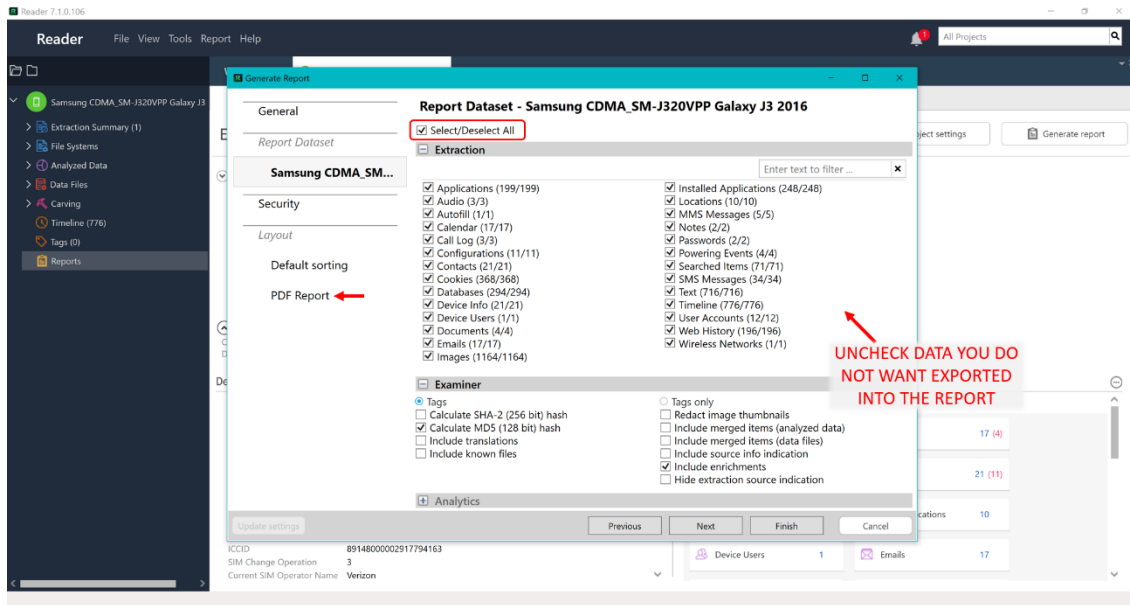 Reader 7.1.0.106
Reader File View Tools Report Help
1
All Projects
Samsung CDMA_SM-J320VPP Galaxy J3
Extraction Summary (1)
File Systems
Analyzed Data
Data Files
Carving
Timeline (776)
Tags (0)
Reports
Generate report
Generate Report
General
Report Dataset
Samsung CDMA_SM...
Security
Layout
Default sorting
PDF Report
Report Dataset - Samsung CDMA_SM-J320VPP Galaxy J3 2016
Select/Deselect All
Extraction
Enter text to filter ...
Applications (199/199)
Audio (3/3)
Autofill (1/1)
Calendar (17/17)
Call Log (3/3)
Configurations (11/11)
Contacts (21/21)
Cookies (368/368)
Databases (294/294)
Device Info (21/21)
Device Users (1/1)
Documents (4/4)
Emails (17/17)
Images (1164/1164)
Installed Applications (248/248)
Locations (10/10)
MMS Messages (5/5)
Notes (2/2)
Passwords (2/2)
Powering Events (4/4)
Searched Items (71/71)
SMS Messages (34/34)
Text (716/716)
Timeline (776/776)
User Accounts (12/12)
Web History (196/196)
Wireless Networks (1/1)
UNCHECK DATA YOU DO
NOT WANT EXPORTED
INTO THE REPORT
Examiner
Tags
Calculate SHA-2 (256 bit) hash
Calculate MD5 (128 bit) hash
Include translations
Include known files
Tags only
Redact image thumbnails
Include merged items (analyzed data)
Include merged items (data files)
Include source info indication
Include enrichments
Hide extraction source indication
Analytics
Update settings
Previous
Next
Finish
Cancel
settings
17 (4)
21 (11)
10
ICCID 89148000002917794163
SIM Change Operation 3
Current SIM Operator Name Verizon
Device Users 1
Emails 17